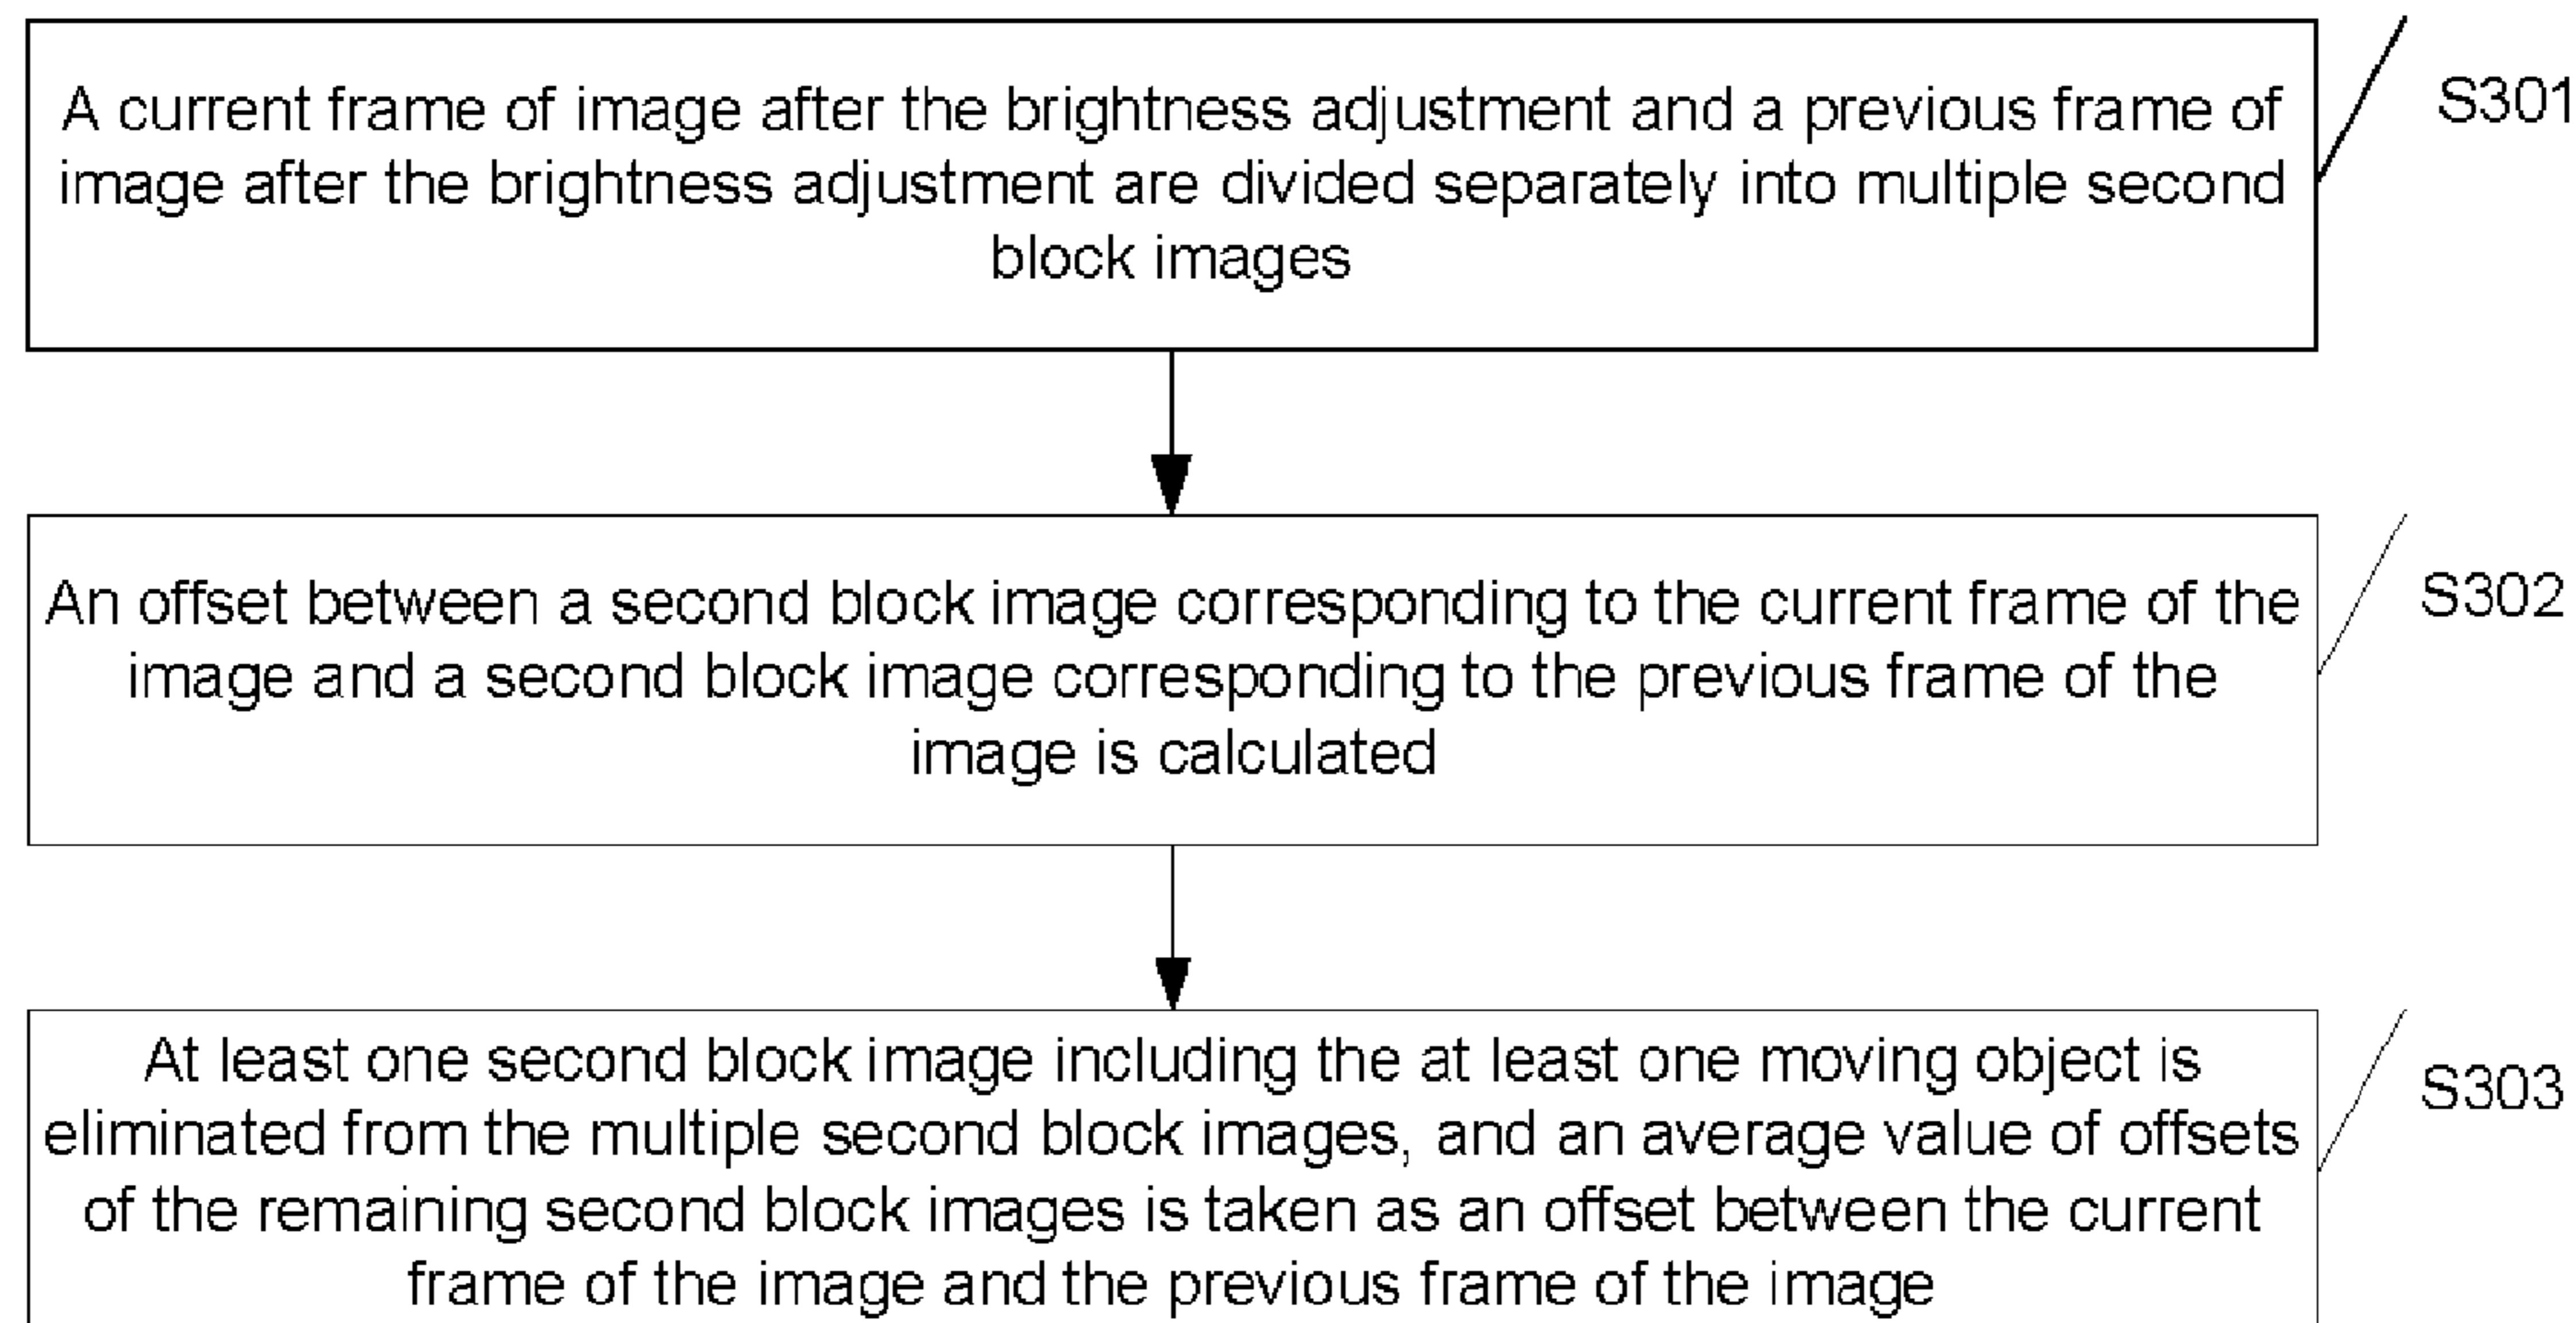 A current frame of image after the brightness adjustment and a previous frame of
image after the brightness adjustment are divided separately into multiple second
block images
S301
An offset between a second block image corresponding to the current frame of the
image and a second block image corresponding to the previous frame of the
image is calculated
S302
At least one second block image including the at least one moving object is
eliminated from the multiple second block images, and an average value of offsets
of the remaining second block images is taken as an offset between the current
frame of the image and the previous frame of the image
S303